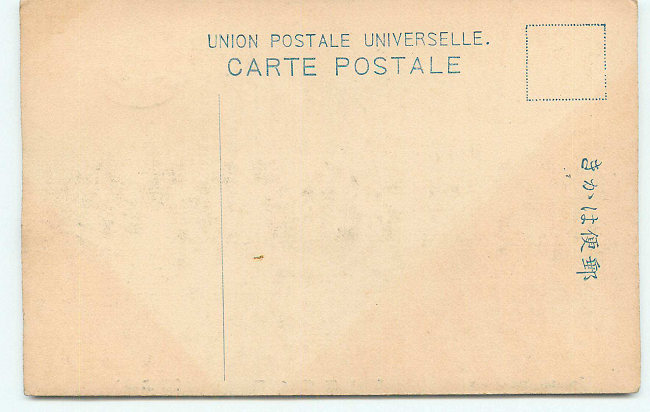 UNION POSTALE UNIVERSELLE.
CARTE POSTALE
郵便はかき